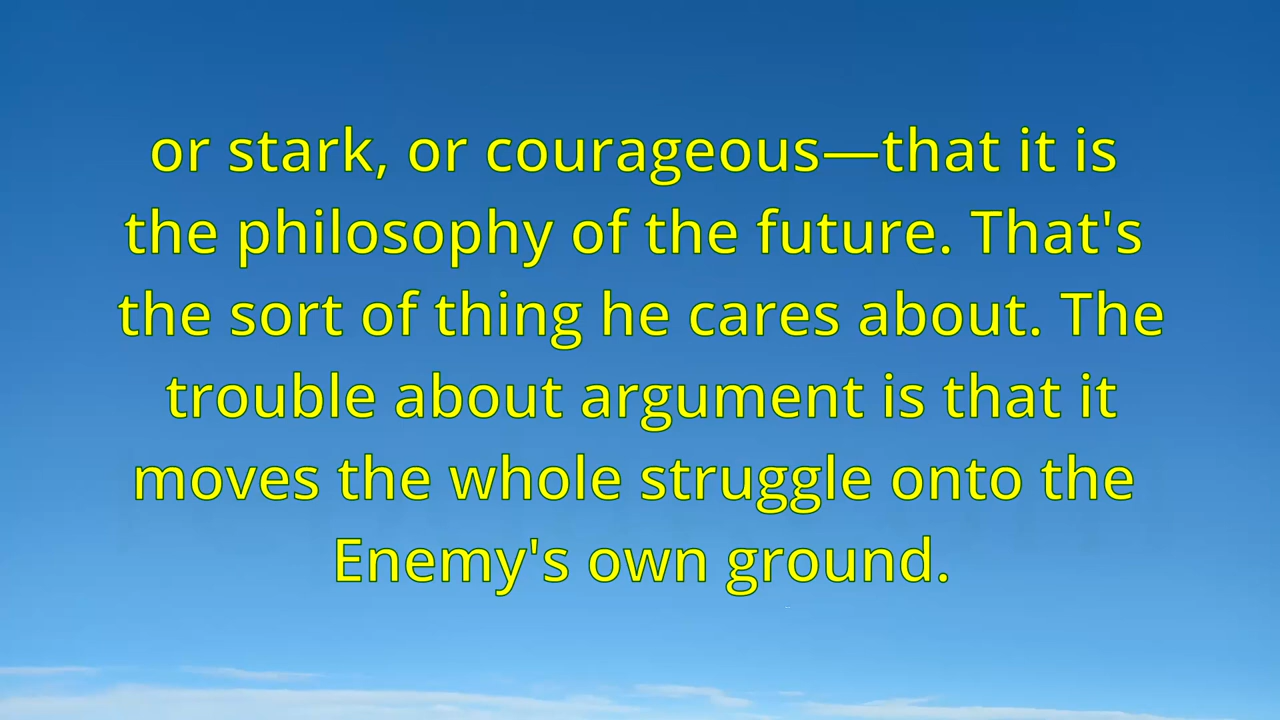 or stark, or courageous—that it is
the philosophy of the future. That's
the sort of thing he cares about. The
trouble about argument is that it
moves the whole struggle onto the
Enemy's own ground.